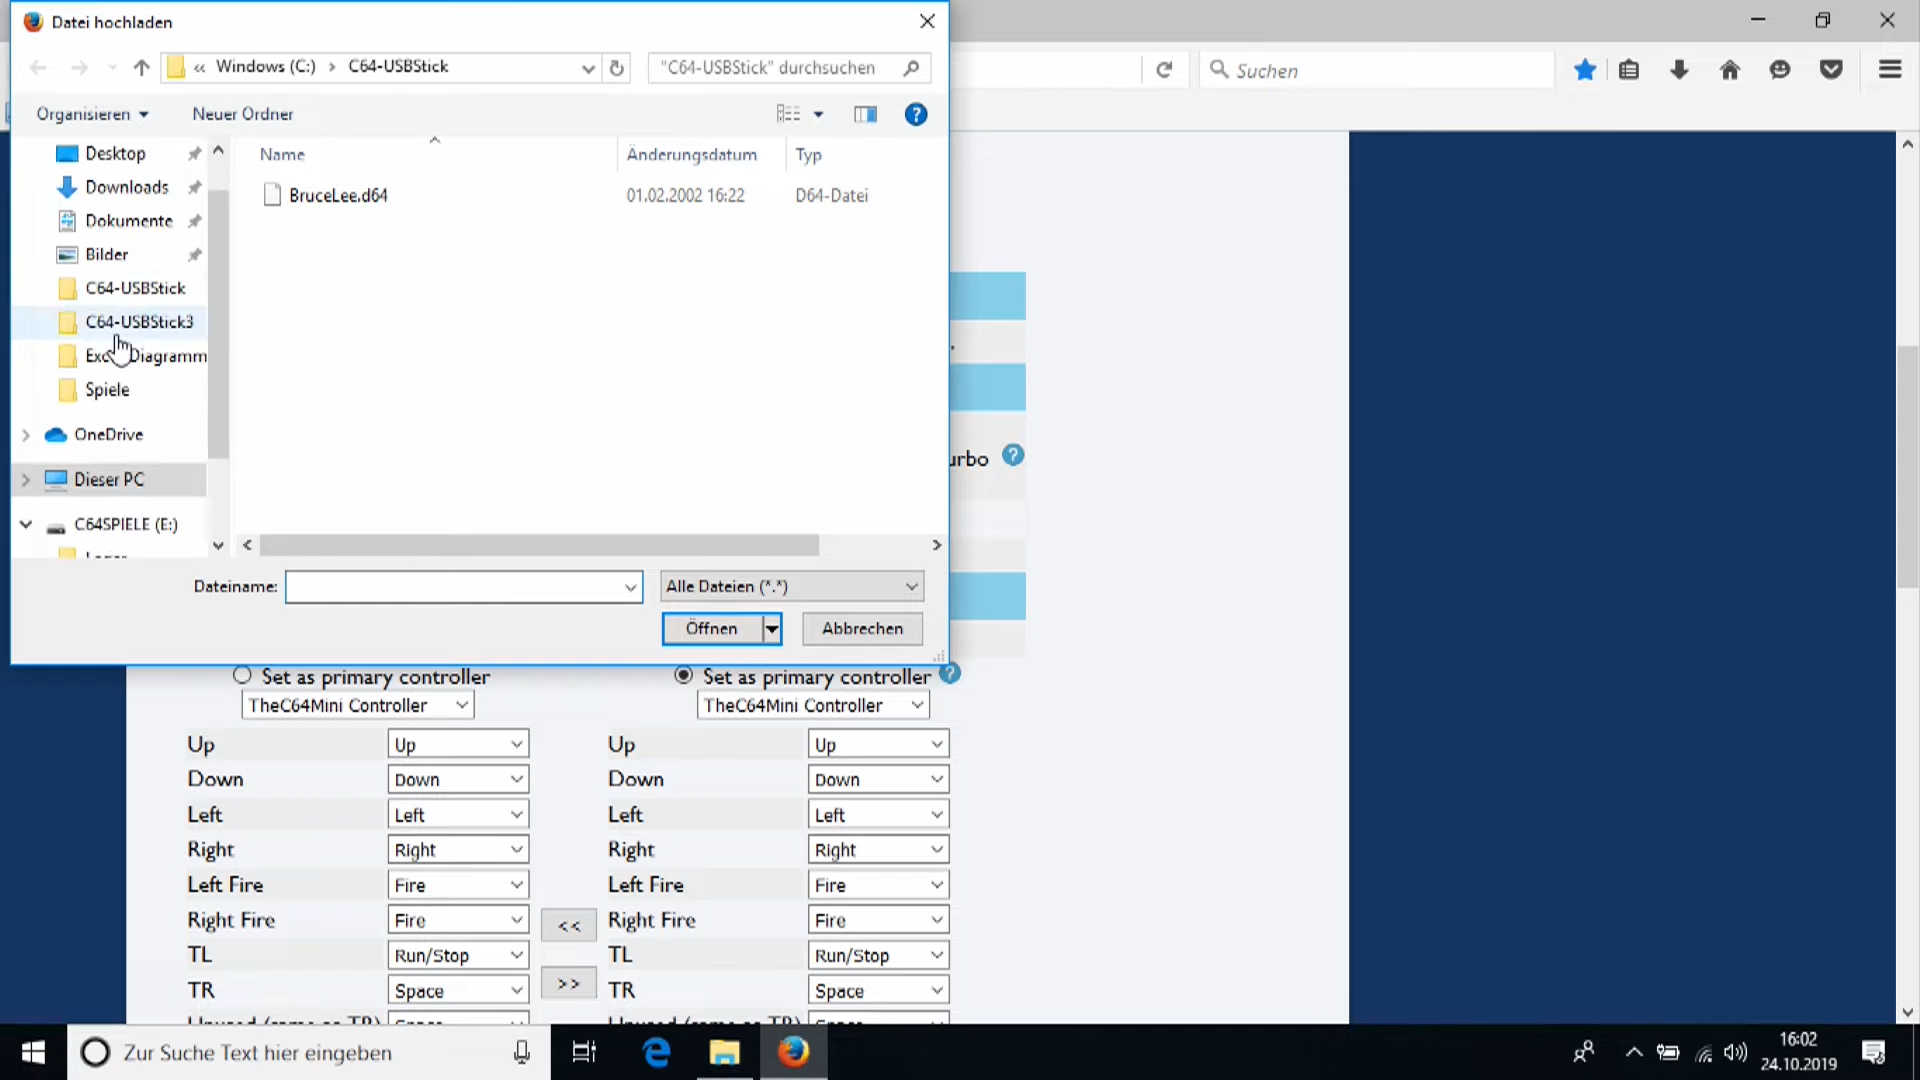 Datei hochladen
« Windows (C:) › C64-USBStick
"C64-USBStick" durchsuchen
Suchen
Organisieren
Neuer Ordner
Name
Änderungsdatum
Typ
BruceLee.d64
01.02.2002 16:22
D64-Datei
Desktop
Downloads
Dokumente
Bilder
C64-USBStick
C64-USBStick3
Diagramm
Spiele
OneDrive
Dieser PC
C64SPIELE (E:)
Dateiname:
Alle Dateien (*.*)
Öffnen
Abbrechen
urbo
Set as primary controller
Set as primary controller
TheC64Mini Controller
TheC64Mini Controller
Up Up Up Up
Down Down Down Down
Left Left Left Left
Right Right Right Right
Left Fire Fire Left Fire Fire
Right Fire Fire << Right Fire Fire
TL Run/Stop TL Run/Stop
TR Space >> TR Space
Zur Suche Text hier eingeben
16:02
24.10.2019